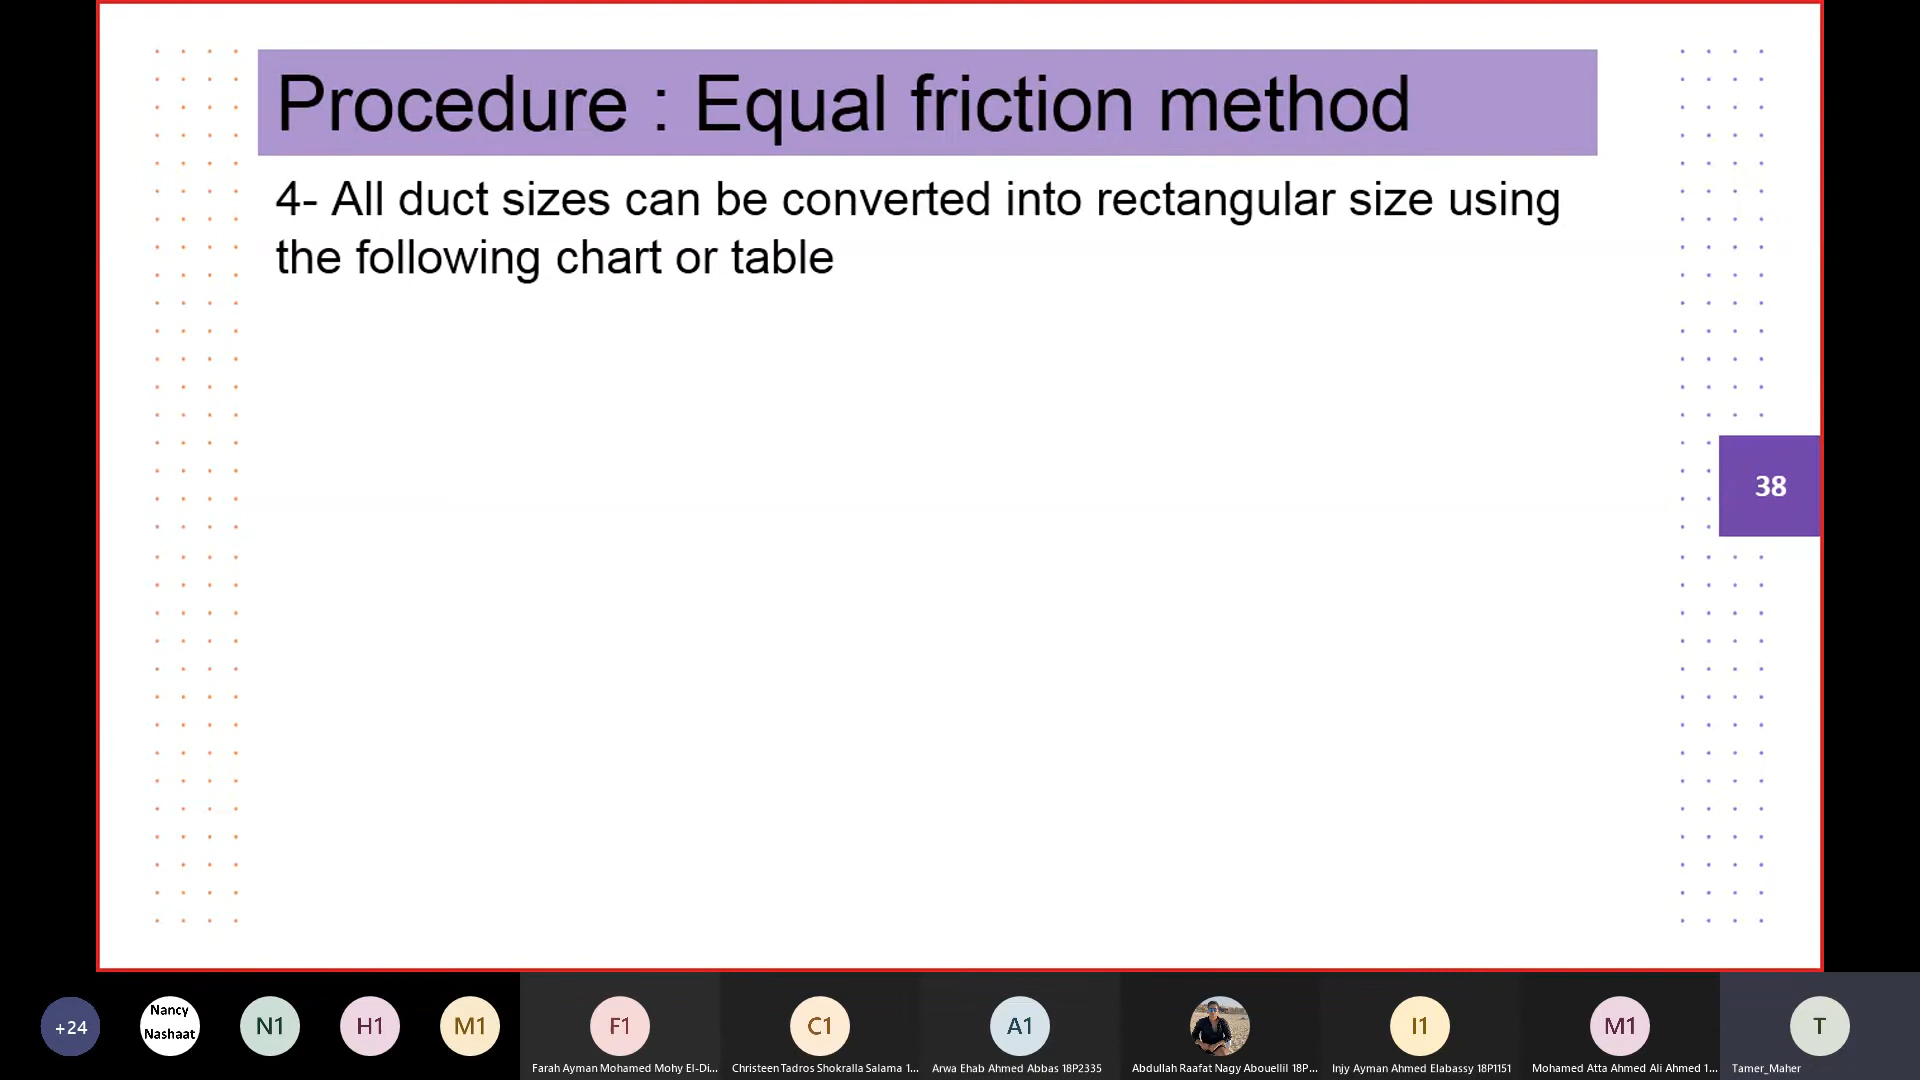 Procedure : Equal friction method
4- All duct sizes can be converted into rectangular size using
the following chart or table
38
+24
Nancy
Nashaat
N1
H1
M1
F1
C1
A1
I1
M1
T
Farah Ayman Mohamed Mohy El-Di...
Christeen Tadros Shokralla Salama 1...
Arwa Ehab Ahmed Abbas 18P2335
Abdullah Raafat Nagy Abouellil 18P...
Injy Ayman Ahmed Elabassy 18P1151
Mohamed Atta Ahmed Ali Ahmed 1...
Tamer_Maher